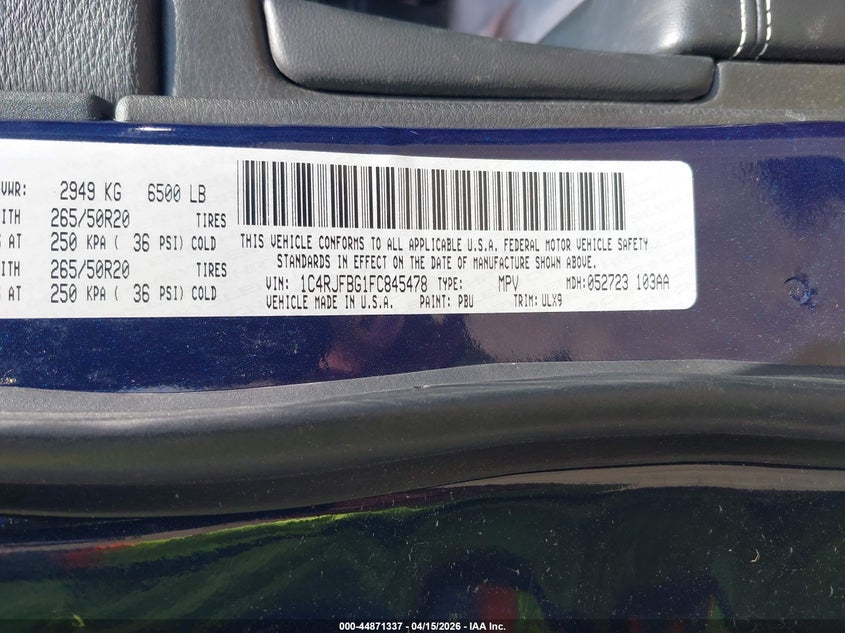 VWR: 2949 KG 6500 LB
ITH 265/50R20 TIRES
S AT 250 KPA ( 36 PSI) COLD
ITH 265/50R20 TIRES
S AT 250 KPA ( 36 PSI) COLD
THIS VEHICLE CONFORMS TO ALL APPLICABLE U.S.A. FEDERAL MOTOR VEHICLE SAFETY
STANDARDS IN EFFECT ON THE DATE OF MANUFACTURE SHOWN ABOVE.
VIN: 1C4RJFBG1FC845478 TYPE: MPV MDH: 052723 103AA
VEHICLE MADE IN U.S.A. PAINT: PBU TRIM: ULX9
000-44871337 - 04/15/2026 - IAA Inc.